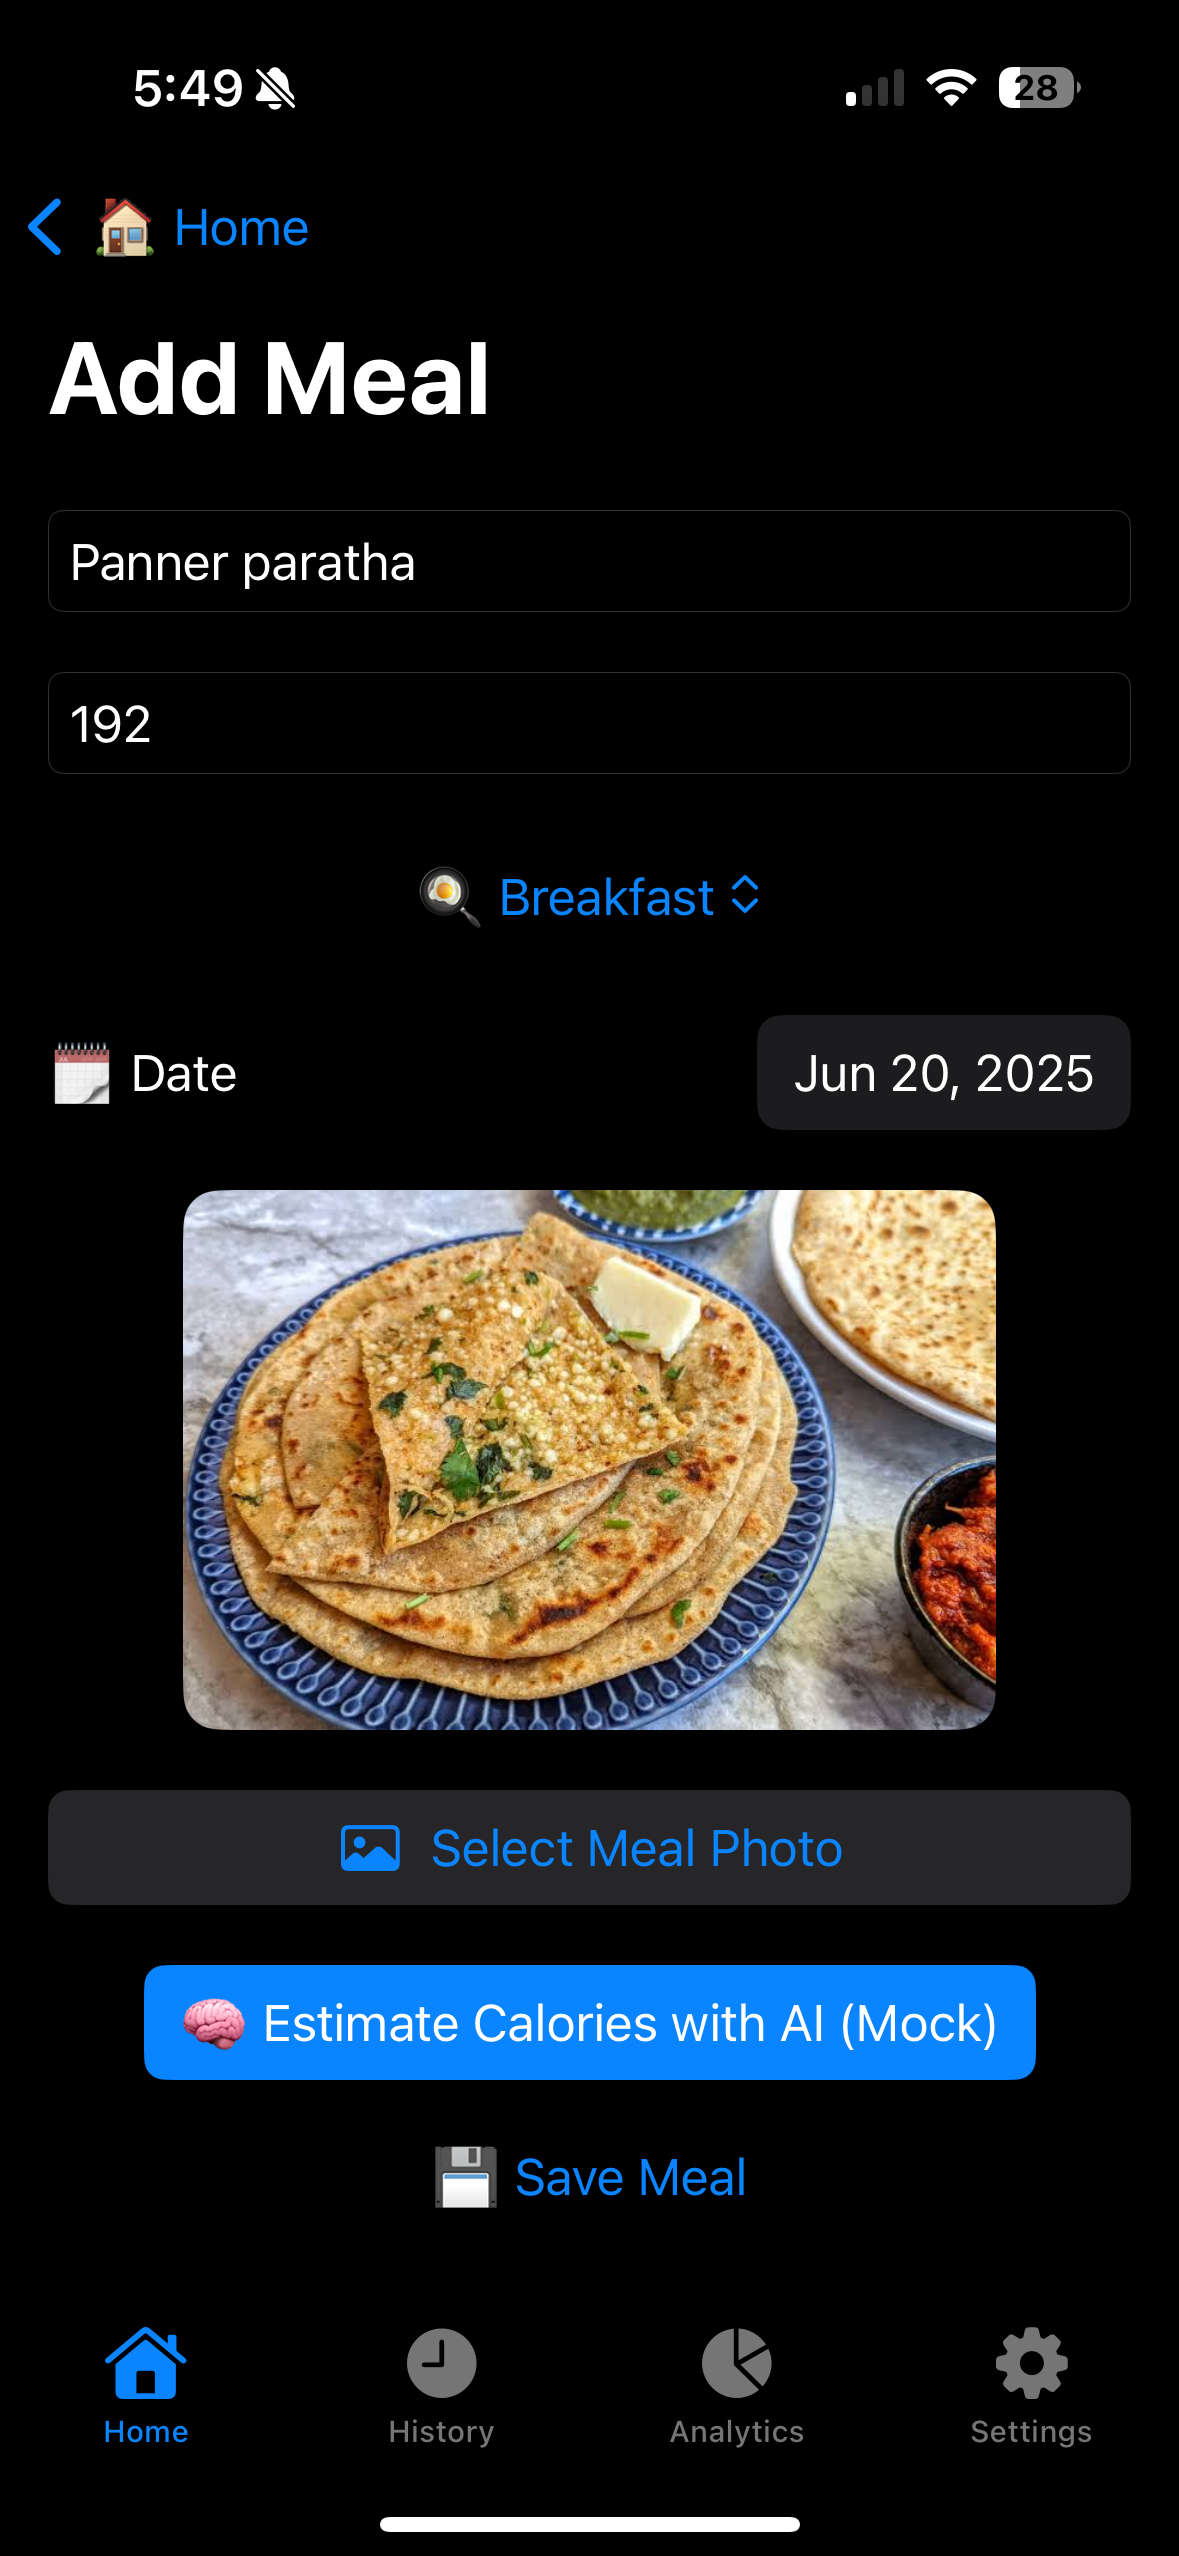 5:49
28
Home
Add Meal
Panner paratha
192
Breakfast
Date
Jun 20, 2025
Select Meal Photo
Estimate Calories with AI (Mock)
Save Meal
Home
History
Analytics
Settings